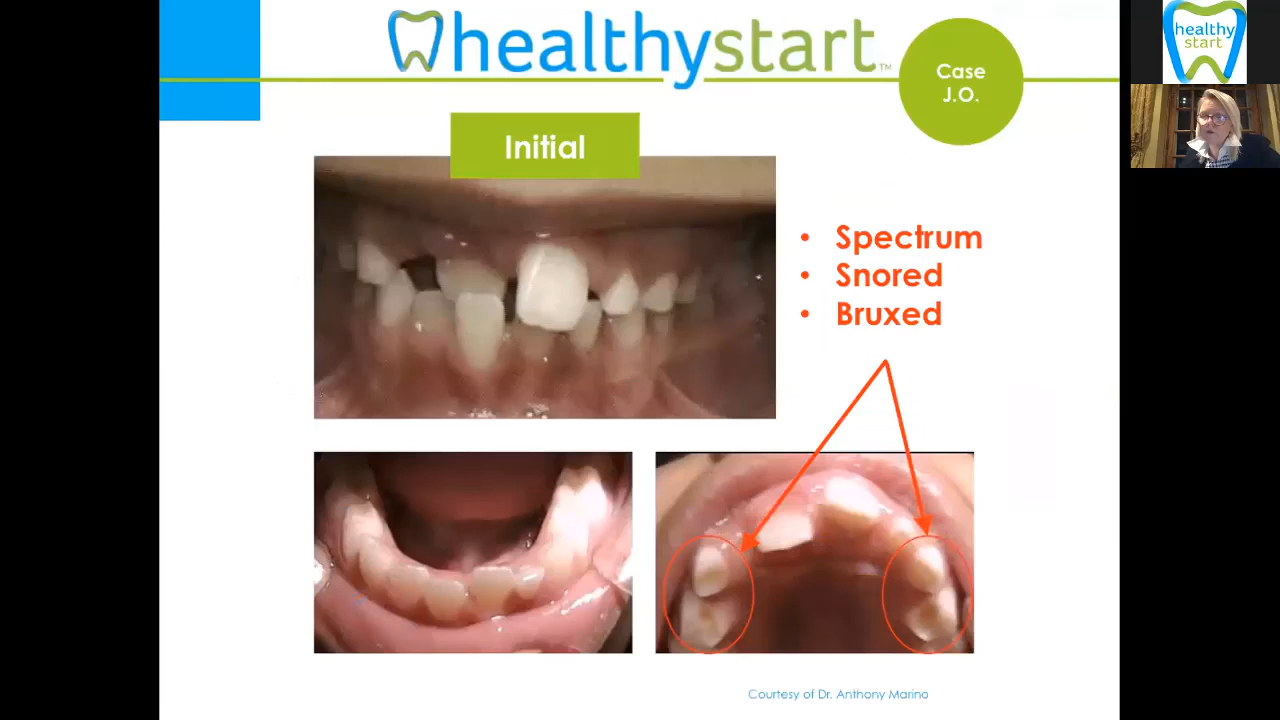 healthystart™
Case
J.O.
healthy
start
Initial
• Spectrum
• Snored
• Bruxed
Courtesy of Dr. Anthony Marino